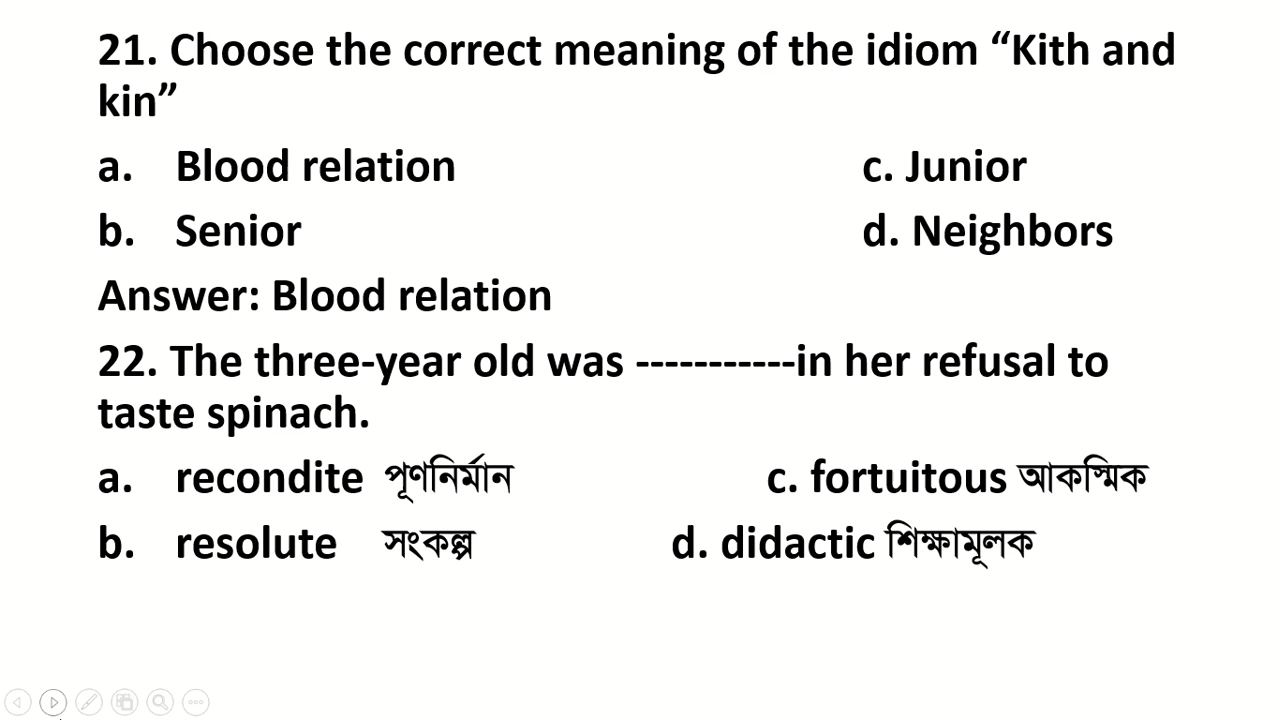 21. Choose the correct meaning of the idiom “Kith and
kin”
a. Blood relation c. Junior
b. Senior d. Neighbors
Answer: Blood relation
22. The three-year old was -----------in her refusal to
taste spinach.
a. recondite পূণনির্মান c. fortuitous আকস্মিক
b. resolute সংকল্প d. didactic শিক্ষামূলক